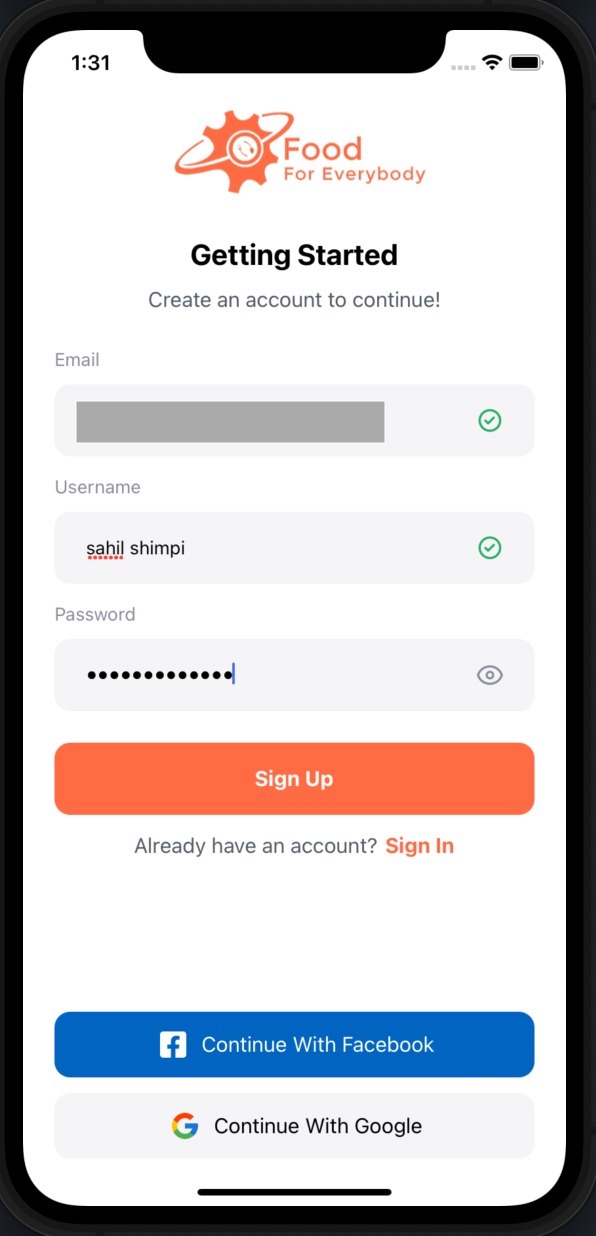 1:31
Food
For Everybody
Getting Started
Create an account to continue!
Email
Username
sahil shimpi
Password
•••••••••••••
Sign Up
Already have an account? Sign In
Continue With Facebook
Continue With Google